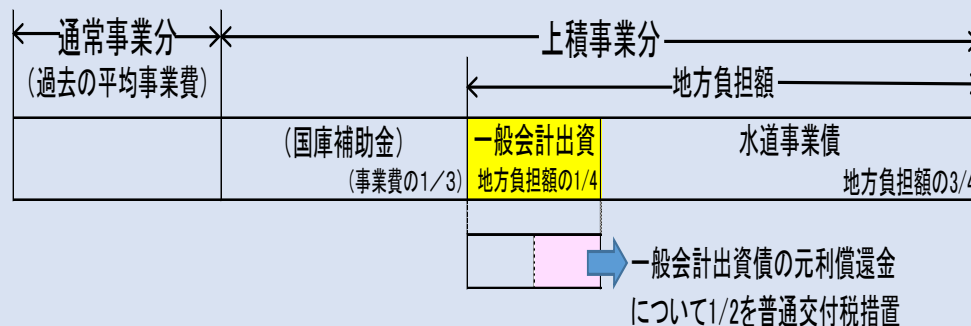 通常事業分
上積事業分
(過去の平均事業費)
地方負担額
(国庫補助金)
一般会計出資
水道事業債
(事業費の1/3)
地方負担額の1/4
地方負担額の3/4
一般会計出資債の元利償還金
について1/2を普通交付税措置